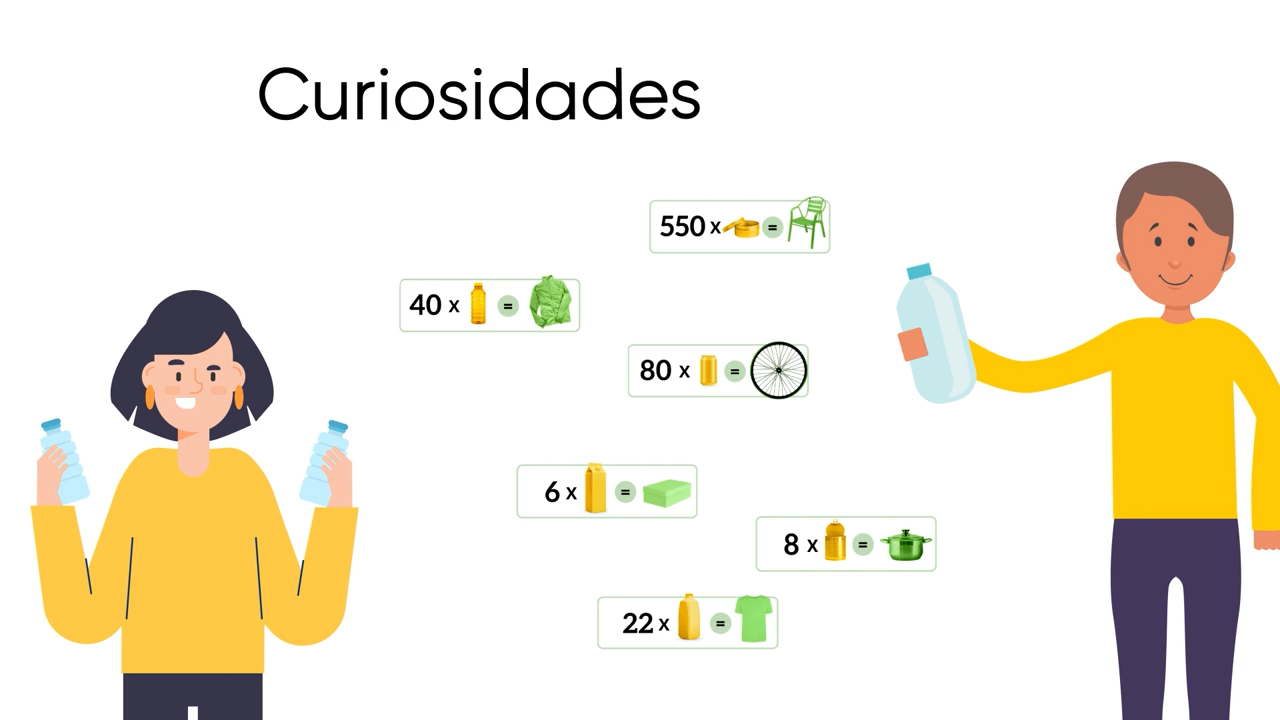 Curiosidades
550 x =
40 x =
80 x =
6 x =
8 x =
22 x =